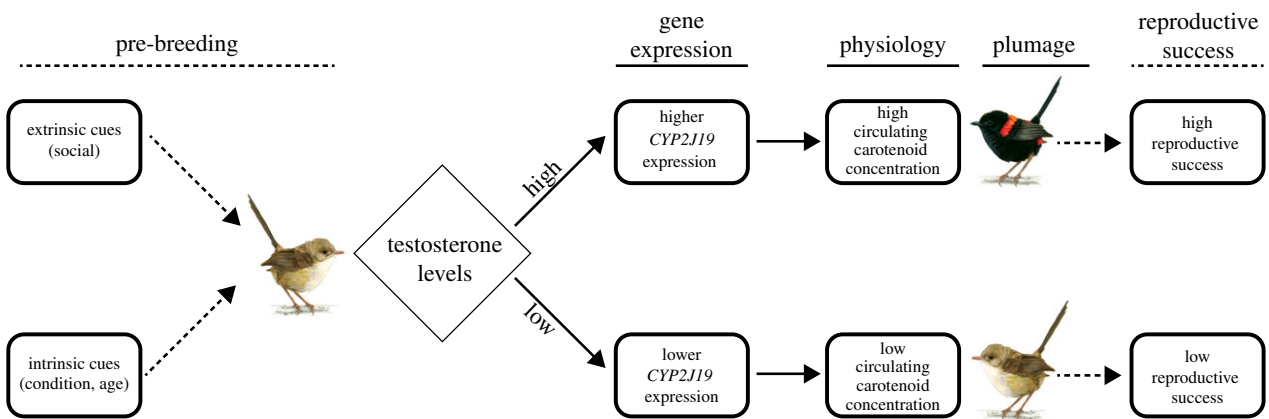 pre-breeding
gene
expression
physiology
plumage
reproductive
success
extrinsic cues
(social)
intrinsic cues
(condition, age)
testosterone
levels
high
higher
CYP2J19
expression
high
circulating
carotenoid
concentration
high
reproductive
success
low
lower
CYP2J19
expression
low
circulating
carotenoid
concentration
low
reproductive
success